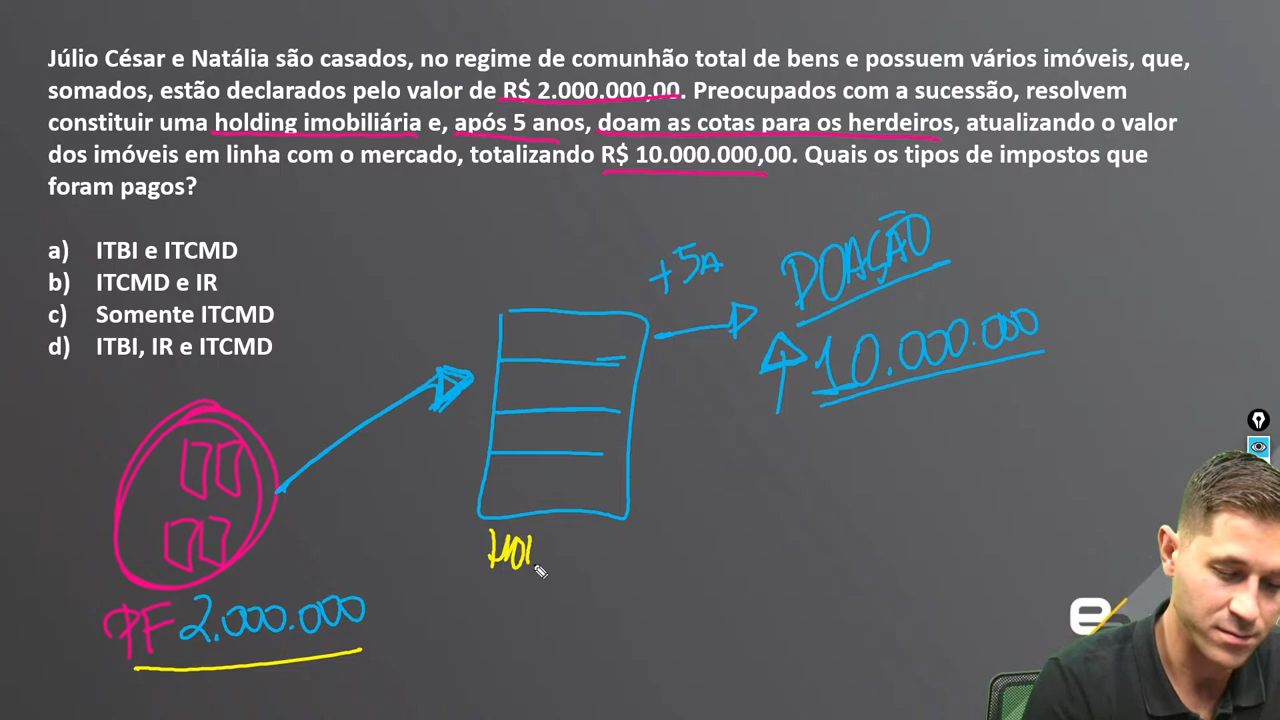 Júlio César e Natália são casados, no regime de comunhão total de bens e possuem vários imóveis, que,
somados, estão declarados pelo valor de R$ 2.000.000,00. Preocupados com a sucessão, resolvem
constituir uma holding imobiliária e, após 5 anos, doam as cotas para os herdeiros, atualizando o valor
dos imóveis em linha com o mercado, totalizando R$ 10.000.000,00. Quais os tipos de impostos que
foram pagos?
a) ITBI e ITCMD
b) ITCMD e IR
c) Somente ITCMD
d) ITBI, IR e ITCMD
+5A
DOAÇÃO
10.000.000
HOL
PF 2.000.000
e